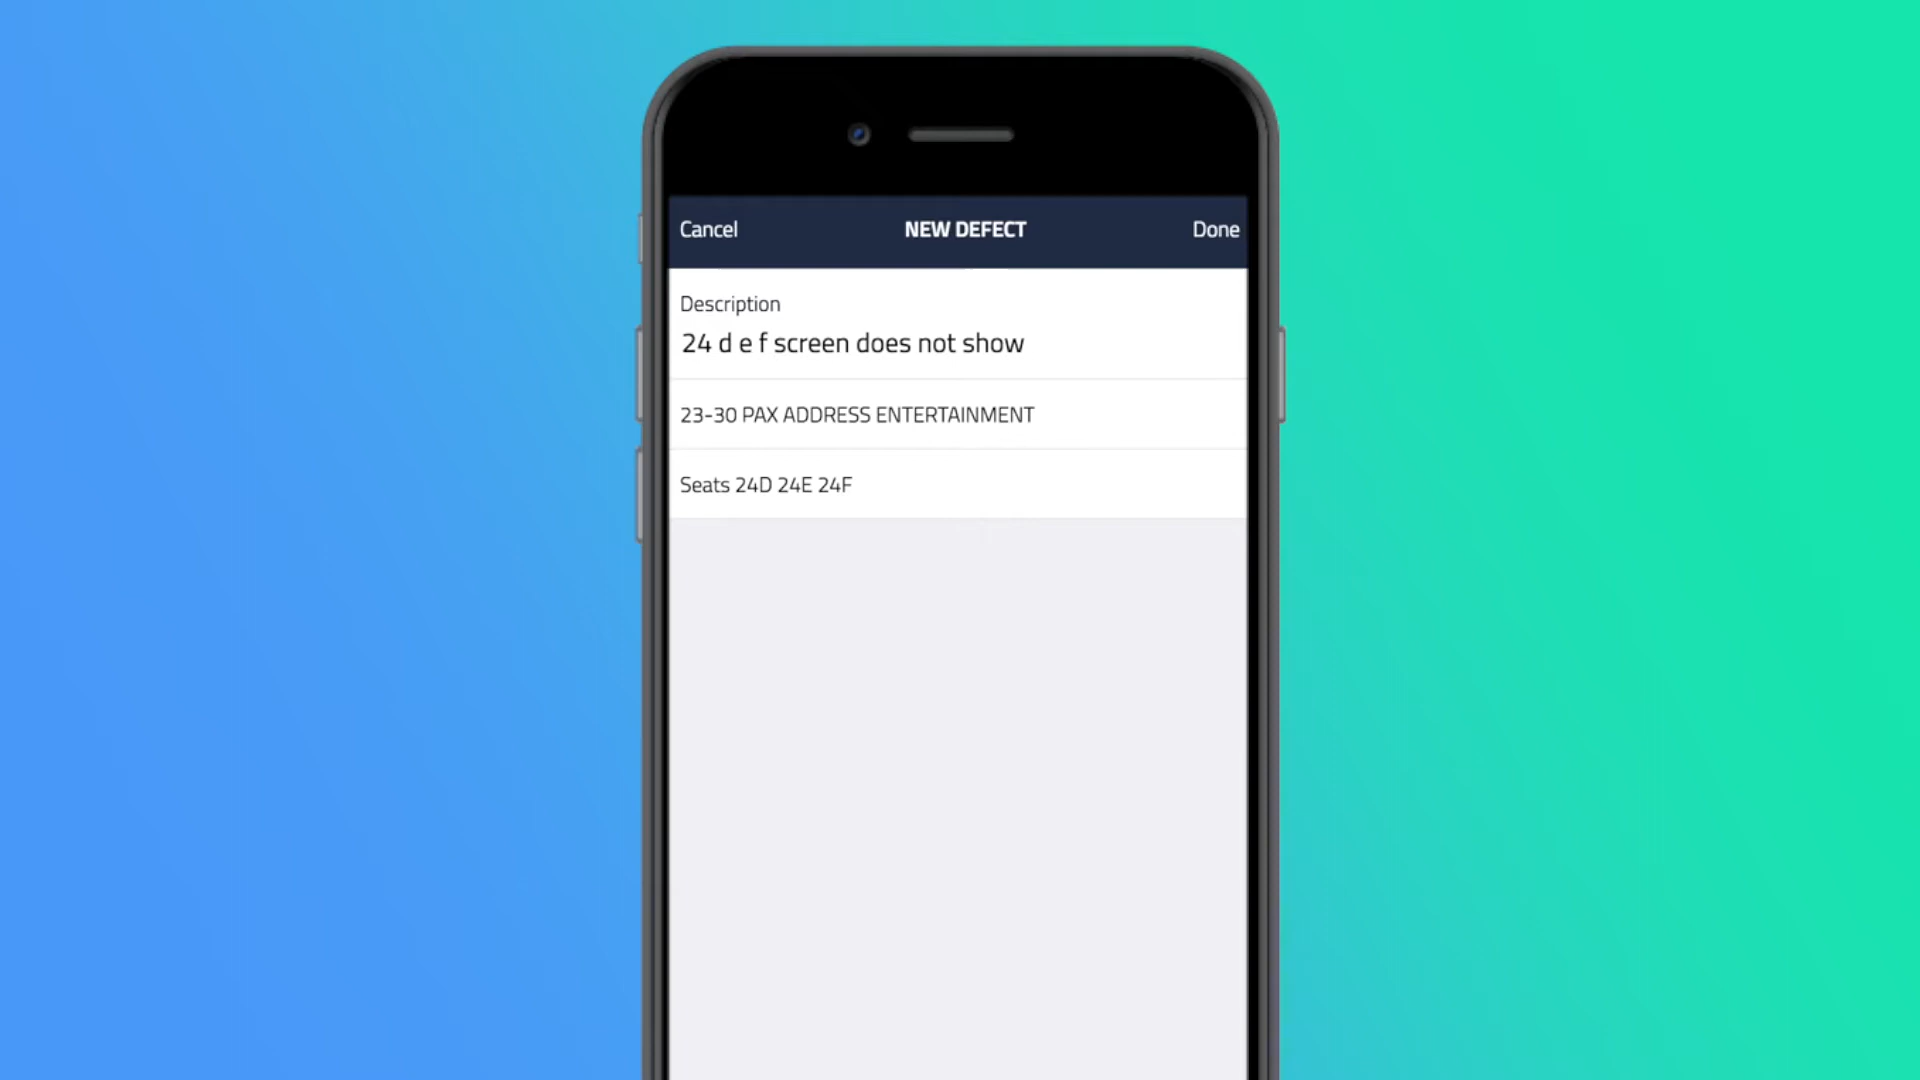 Cancel NEW DEFECT Done
Description
24 d e f screen does not show
23-30 PAX ADDRESS ENTERTAINMENT
Seats 24D 24E 24F